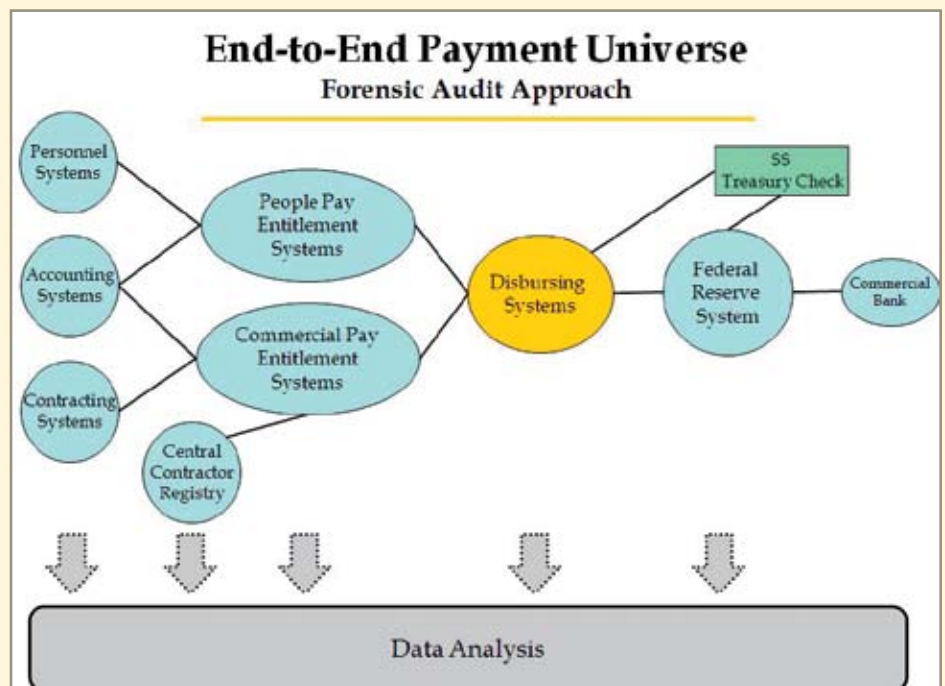 End-to-End Payment Universe
Forensic Audit Approach
Personnel
Systems
People Pay
Entitlement
Systems
Accounting
Systems
Commercial Pay
Entitlement
Systems
Contracting
Systems
Central
Contractor
Registry
Disbursing
Systems
SS
Treasury Check
Federal
Reserve
System
Commercial
Bank
Data Analysis